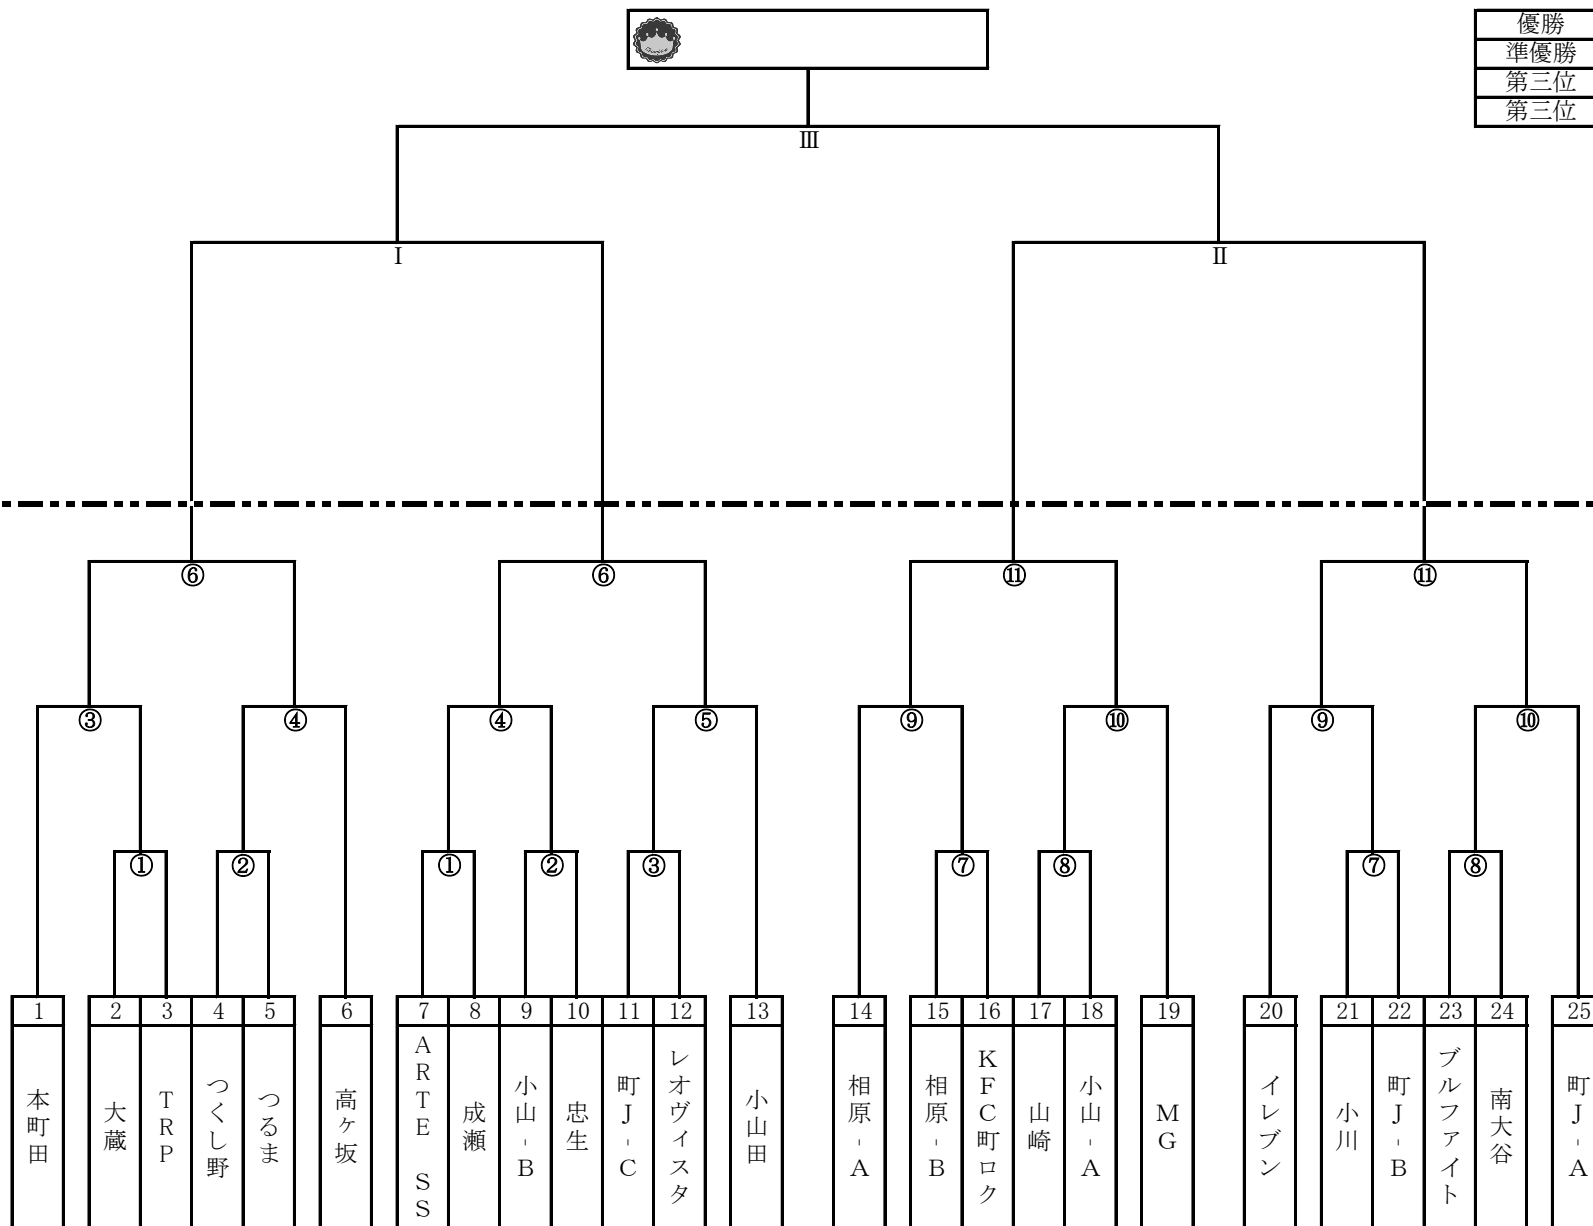 優勝
準優勝
第三位
第三位
Ⅲ
Ⅰ
Ⅱ
⑥
⑥
⑪
⑪
③
④
④
⑤
⑨
⑩
⑨
⑩
①
②
①
②
③
⑦
⑧
⑦
⑧
1
2
3
4
5
6
7
8
9
10
11
12
13
14
15
16
17
18
19
20
21
22
23
24
25
本町田
大蔵
TRP
つくし野
つるま
高ヶ坂
ARTE SS
成瀬
小山-B
忠生
町J-C
レオヴィスタ
小山田
相原-A
相原-B
KFC町ロク
山崎
小山-A
MG
イレブン
小川
町J-B
ブルファイト
南大谷
町J-A